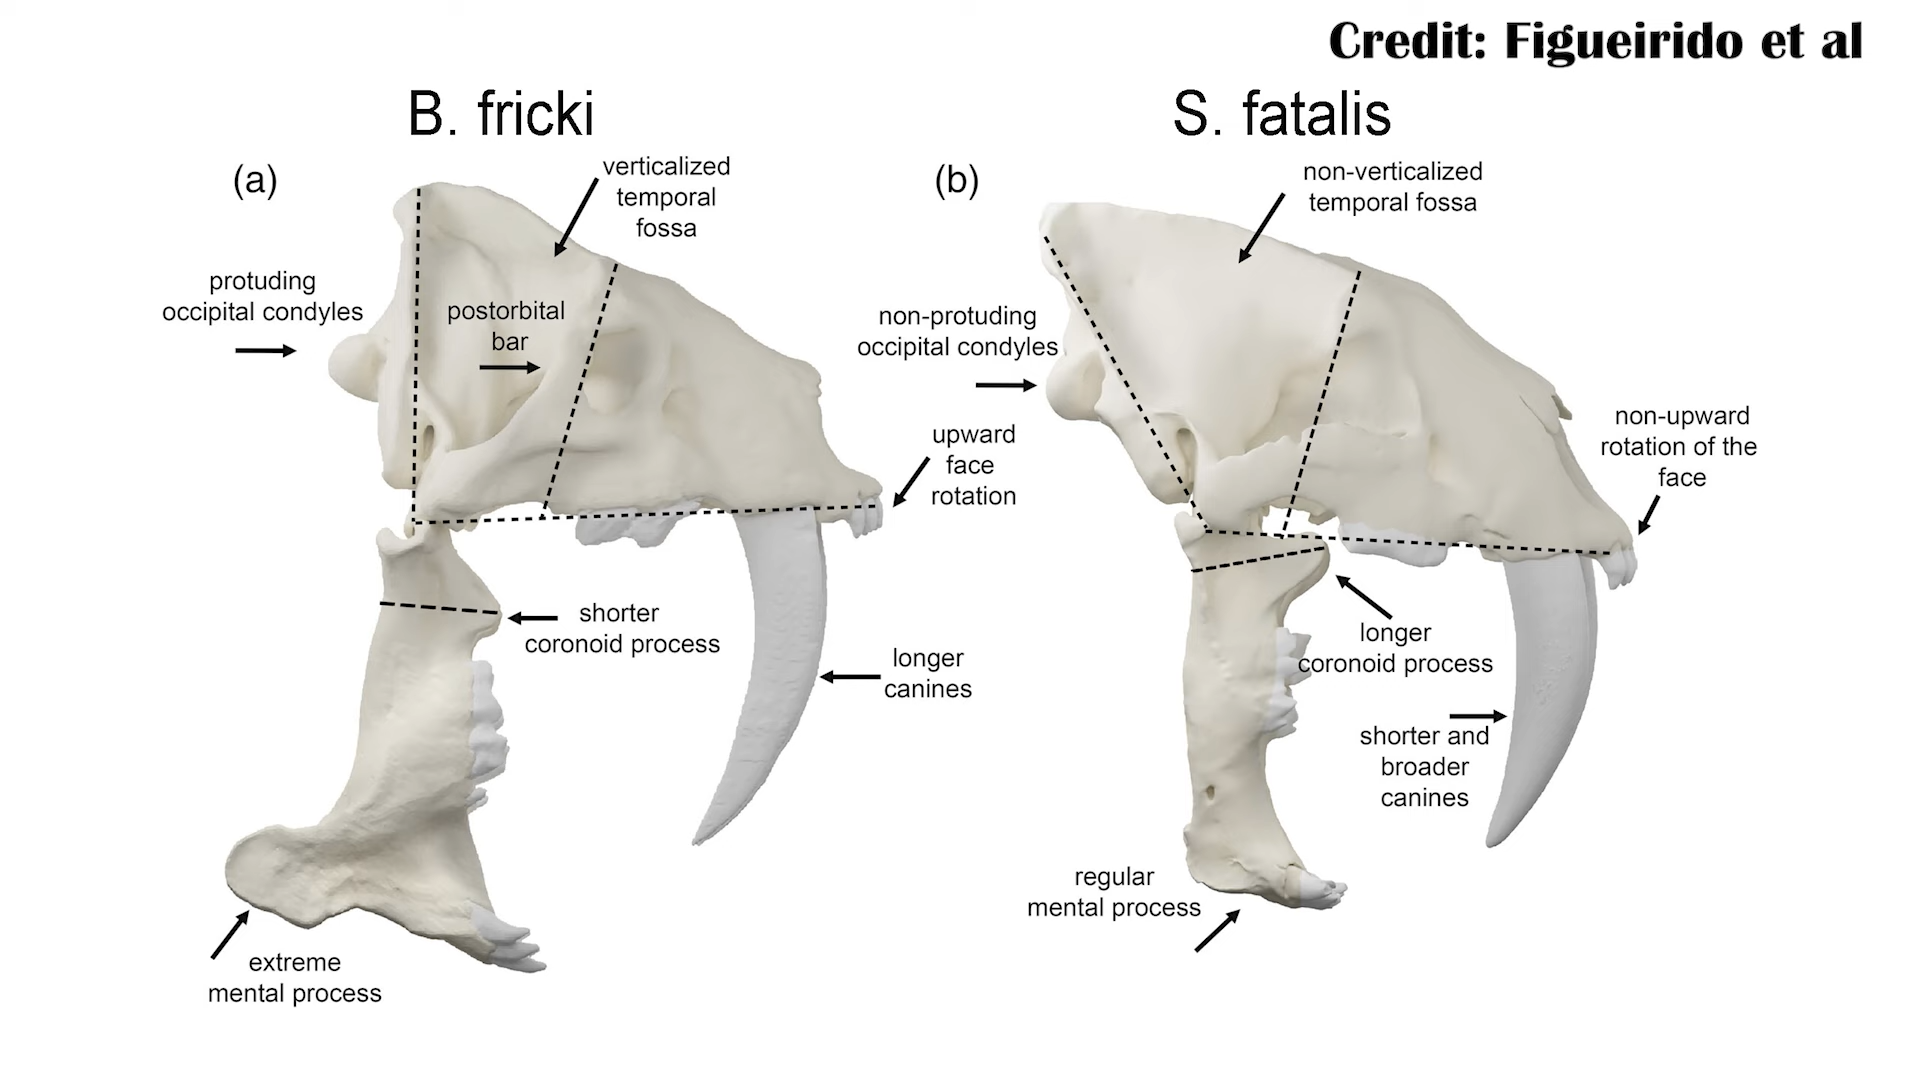 Credit: Figueirido et al
B. fricki
S. fatalis
(a)
verticalized
temporal
fossa
protuding
occipital condyles
postorbital
bar
upward
face
rotation
shorter
coronoid process
longer
canines
extreme
mental process
(b)
non-verticalized
temporal fossa
non-protuding
occipital condyles
non-upward
rotation of the
face
longer
coronoid process
shorter and
broader
canines
regular
mental process